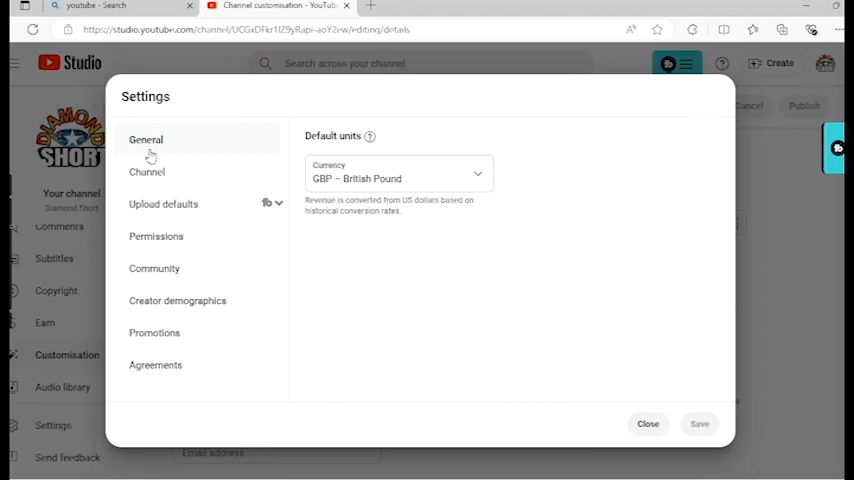 youtube - Search
Channel customisation - YouTube
https://studio.youtube.com/channel/
/editing/details
Studio
Search across your channel
Create
Settings
Cancel
Publish
DIAMOND
SHORT
Your channel
Diamond Short
Comments
Subtitles
Copyright
Earn
Customisation
Audio library
Settings
Send feedback
General
Channel
Upload defaults
tb
Permissions
Community
Creator demographics
Promotions
Agreements
Default units
Currency
GBP – British Pound
Revenue is converted from US dollars based on
historical conversion rates.
Close
Save
Email address